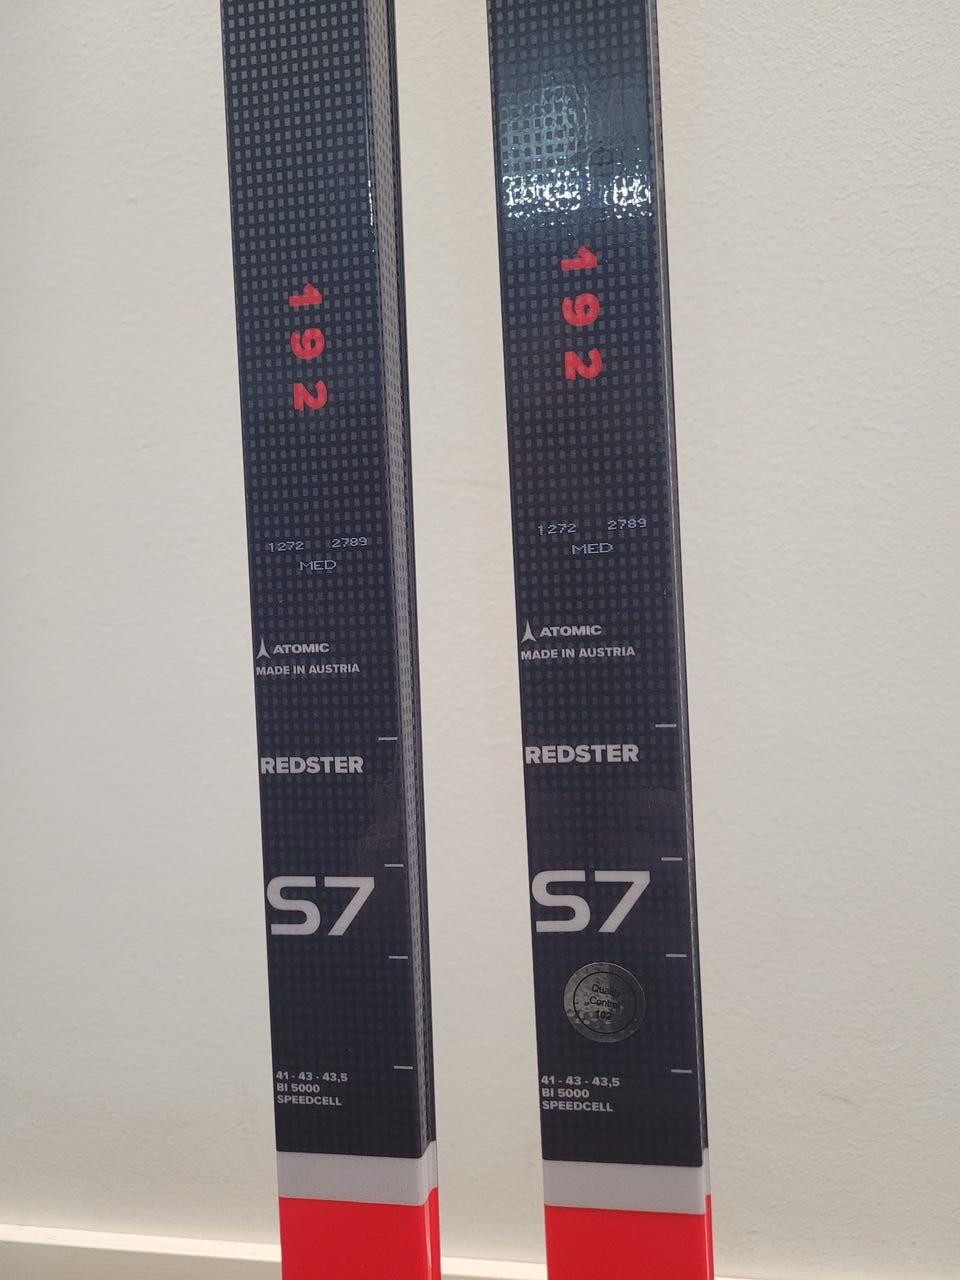 192
1272 2789
MED
ATOMIC
MADE IN AUSTRIA
REDSTER
S7
41 - 43 - 43,5
BI 5000
SPEEDCELL
192
1272 2789
MED
ATOMIC
MADE IN AUSTRIA
REDSTER
S7
Quality
Control
102
41 - 43 - 43,5
BI 5000
SPEEDCELL